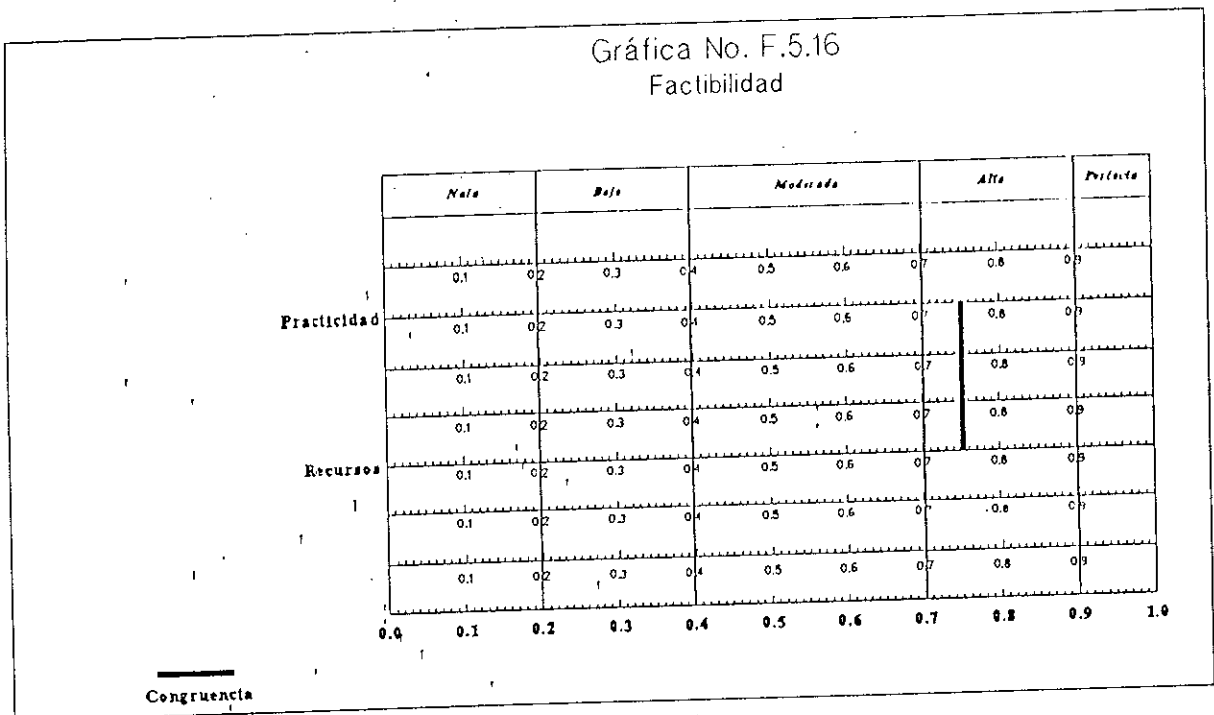 Gráfica No. F.5.16
Factibilidad
Nula Baja Moderada Alta Perfecta
0.1 0.2 0.3 0.4 0.5 0.6 0.7 0.8 0.9
Practicidad 0.1 0.2 0.3 0.4 0.5 0.6 0.7 0.8 0.9
0.1 0.2 0.3 0.4 0.5 0.6 0.7 0.8 0.9
0.1 0.2 0.3 0.4 0.5 0.6 0.7 0.8 0.9
Recursos 0.1 0.2 0.3 0.4 0.5 0.6 0.7 0.8 0.9
0.1 0.2 0.3 0.4 0.5 0.6 0.7 0.8 0.9
0.1 0.2 0.3 0.4 0.5 0.6 0.7 0.8 0.9
0.0 0.1 0.2 0.3 0.4 0.5 0.6 0.7 0.8 0.9 1.0
Congruencia